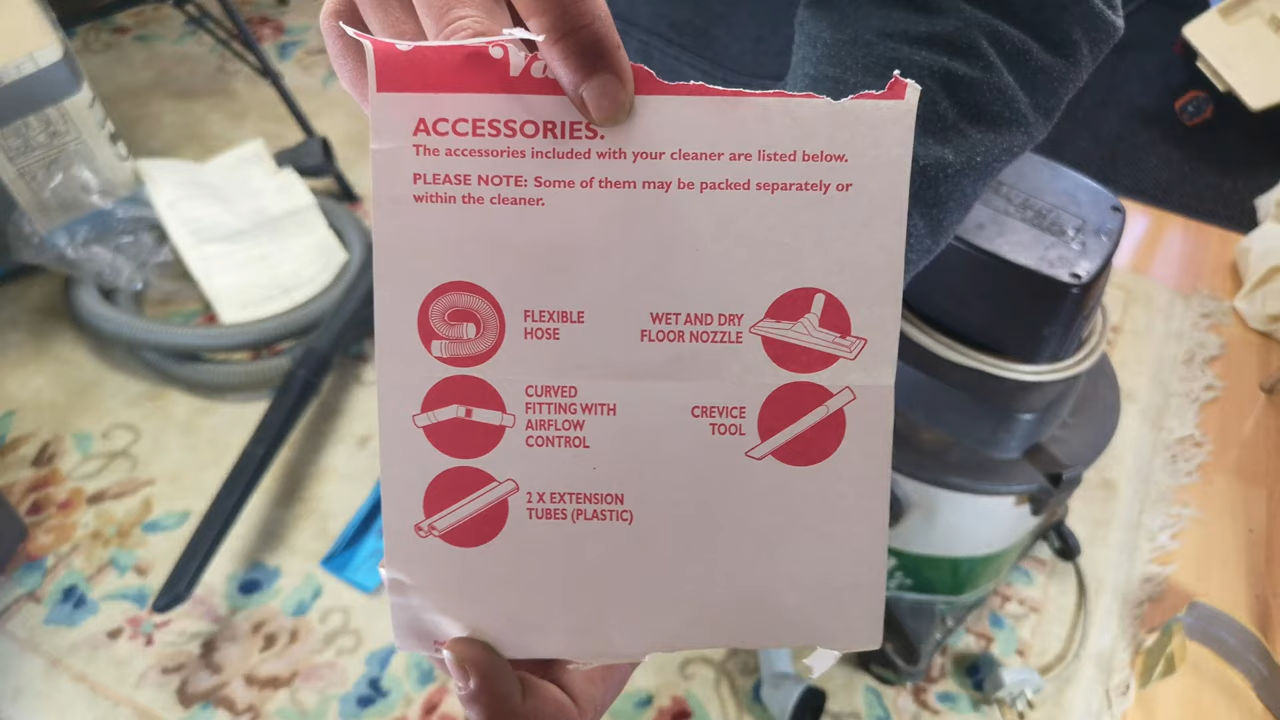 ACCESSORIES.
The accessories included with your cleaner are listed below.
PLEASE NOTE: Some of them may be packed separately or
within the cleaner.
FLEXIBLE
HOSE
WET AND DRY
FLOOR NOZZLE
CURVED
FITTING WITH
AIRFLOW
CONTROL
CREVICE
TOOL
2 X EXTENSION
TUBES (PLASTIC)